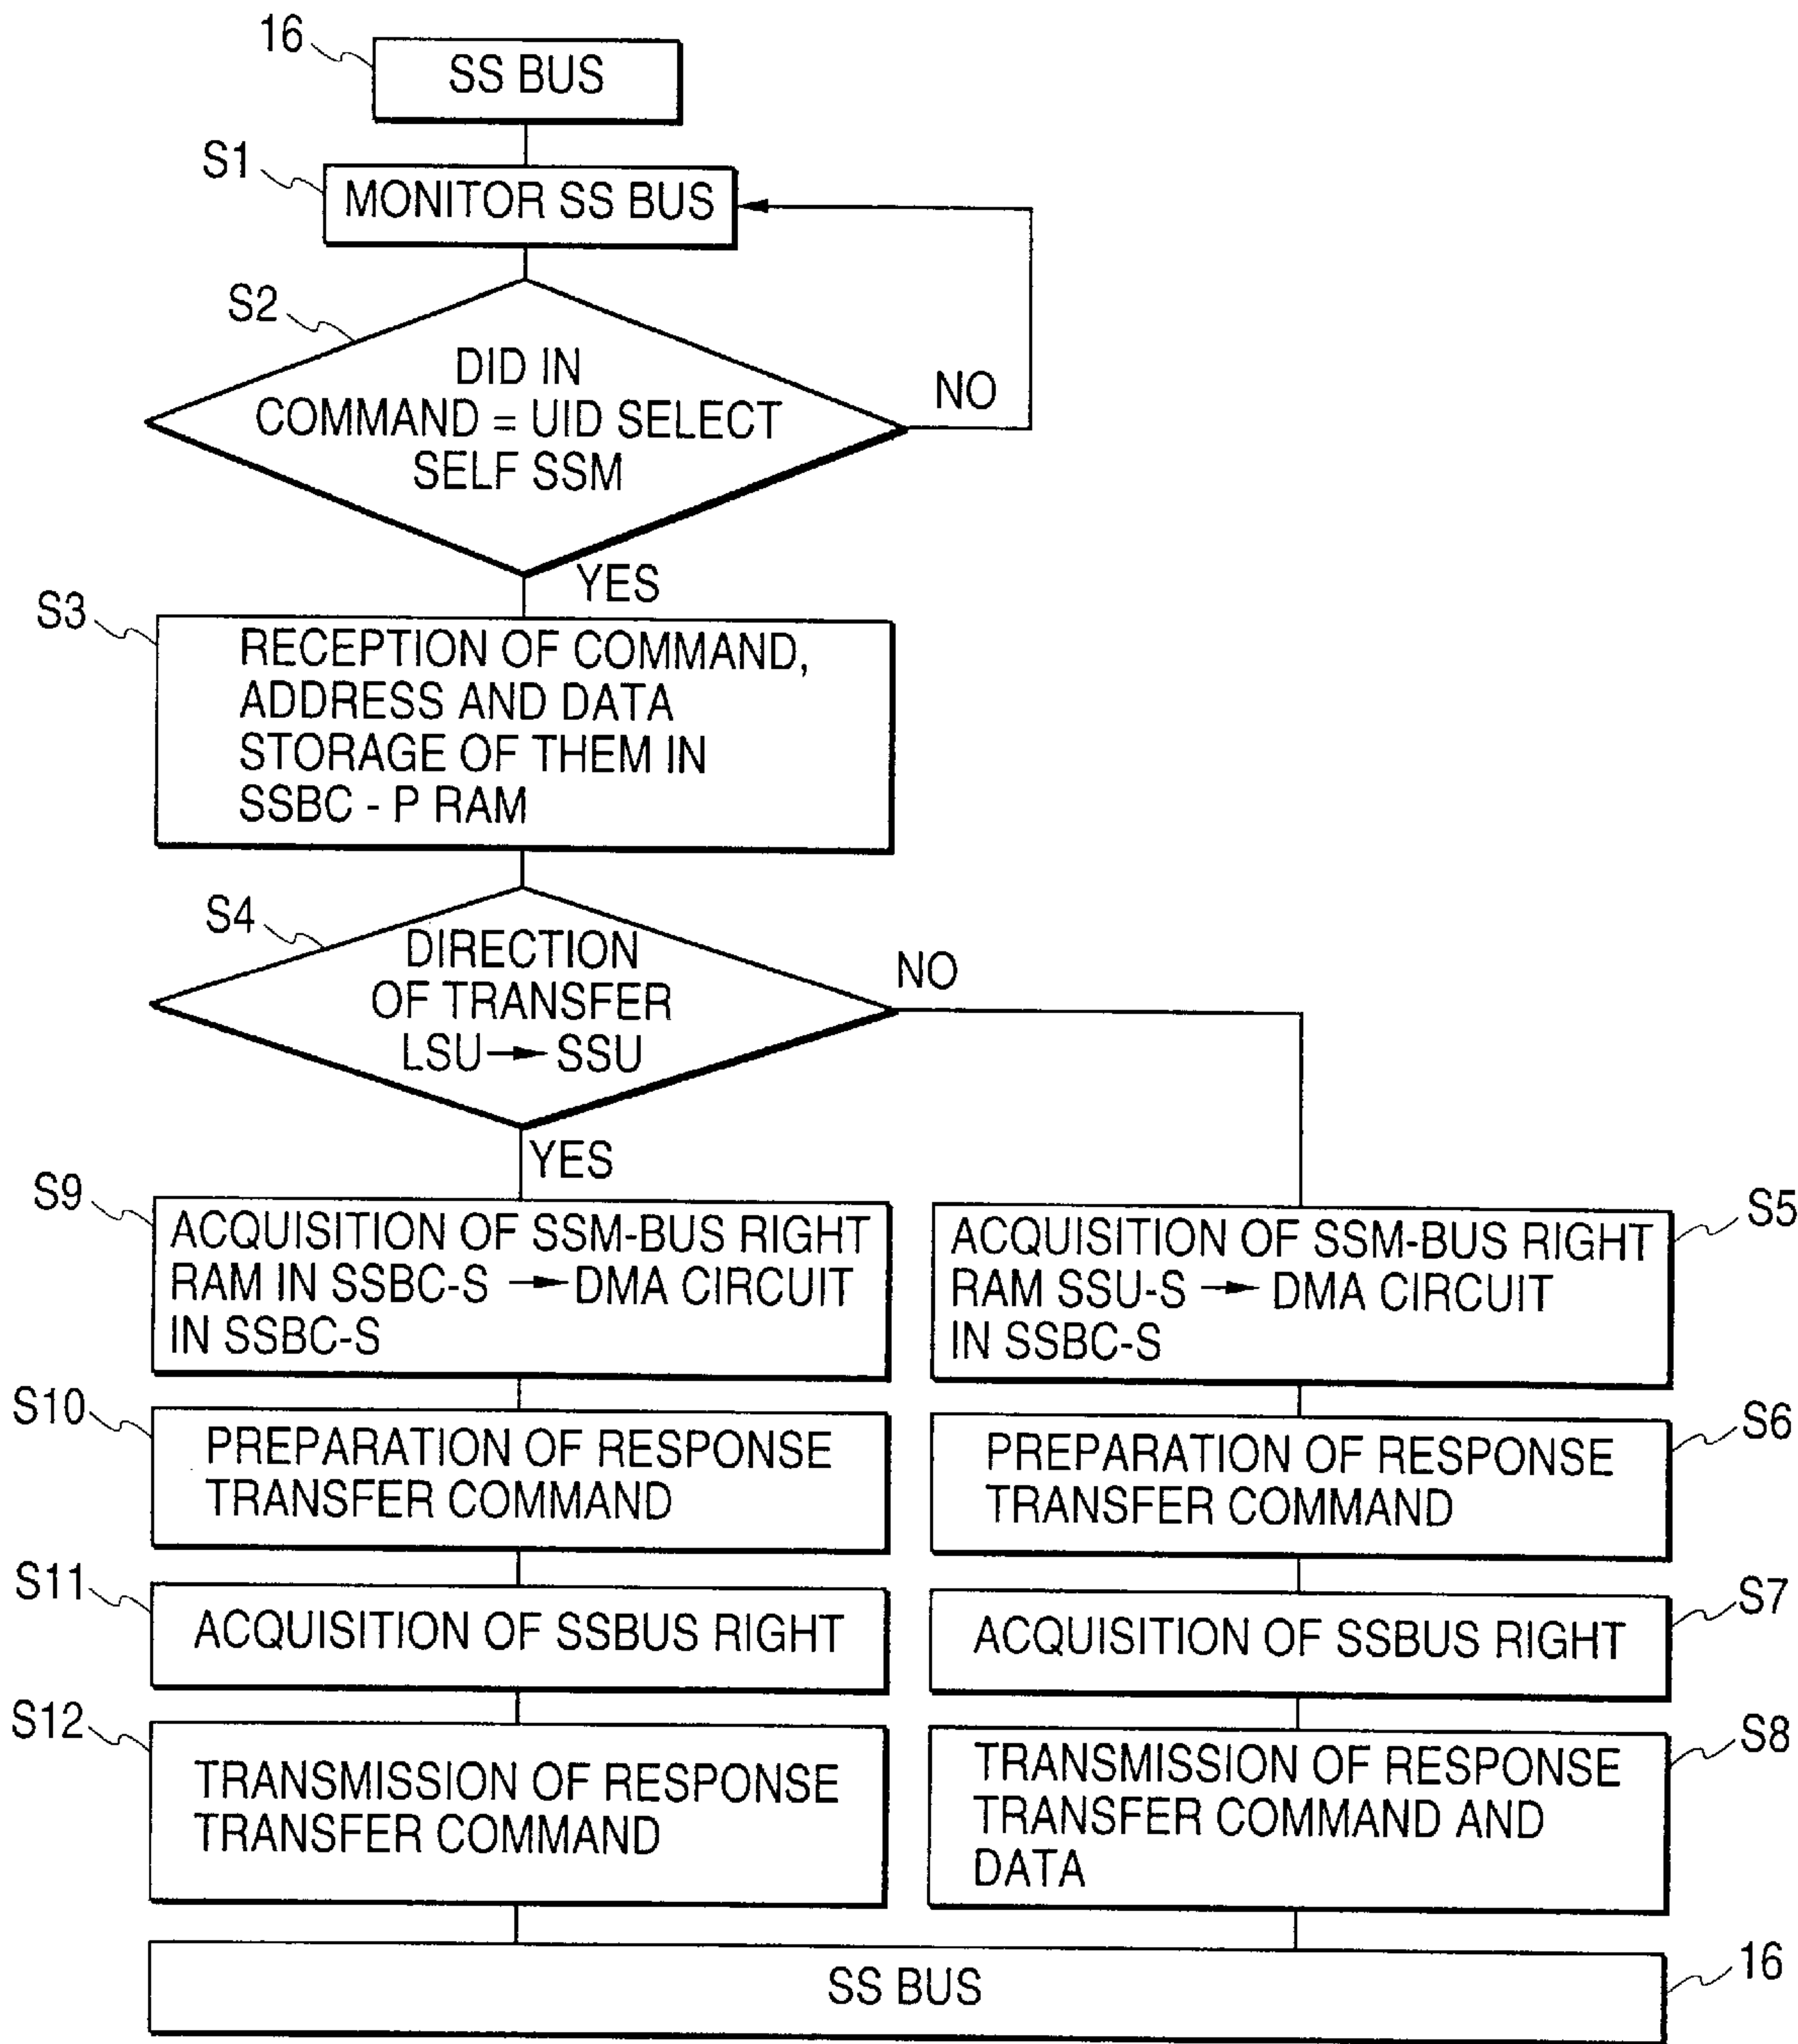 16
SS BUS
S1
MONITOR SS BUS
S2
DID IN
COMMAND = UID SELECT
SELF SSM
NO
YES
S3
RECEPTION OF COMMAND,
ADDRESS AND DATA
STORAGE OF THEM IN
SSBC - P RAM
S4
DIRECTION
OF TRANSFER
LSU → SSU
NO
YES
S9
ACQUISITION OF SSM-BUS RIGHT
RAM IN SSBC-S → DMA CIRCUIT
IN SSBC-S
S5
ACQUISITION OF SSM-BUS RIGHT
RAM SSU-S → DMA CIRCUIT
IN SSBC-S
S10
PREPARATION OF RESPONSE
TRANSFER COMMAND
S6
PREPARATION OF RESPONSE
TRANSFER COMMAND
S11
ACQUISITION OF SSBUS RIGHT
S7
ACQUISITION OF SSBUS RIGHT
S12
TRANSMISSION OF RESPONSE
TRANSFER COMMAND
S8
TRANSMISSION OF RESPONSE
TRANSFER COMMAND AND
DATA
SS BUS
16